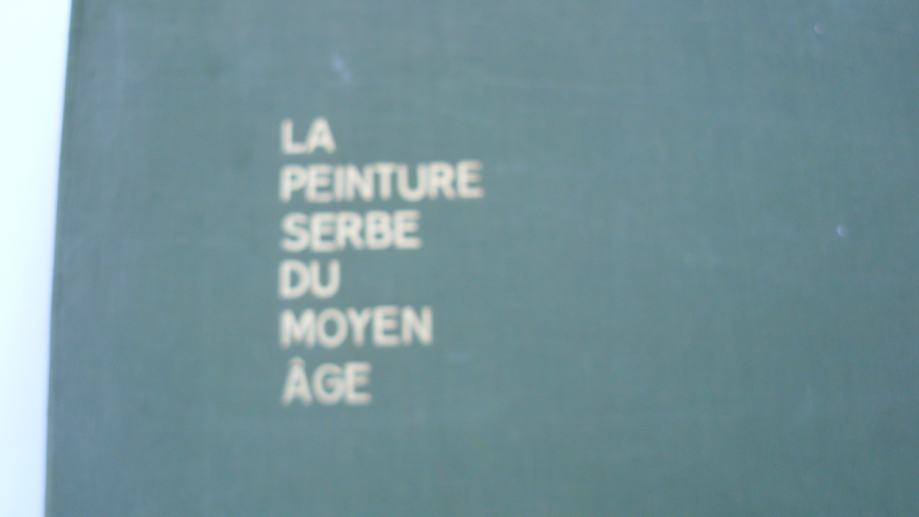 LA
PEINTURE
SERBE
DU
MOYEN
ÂGE